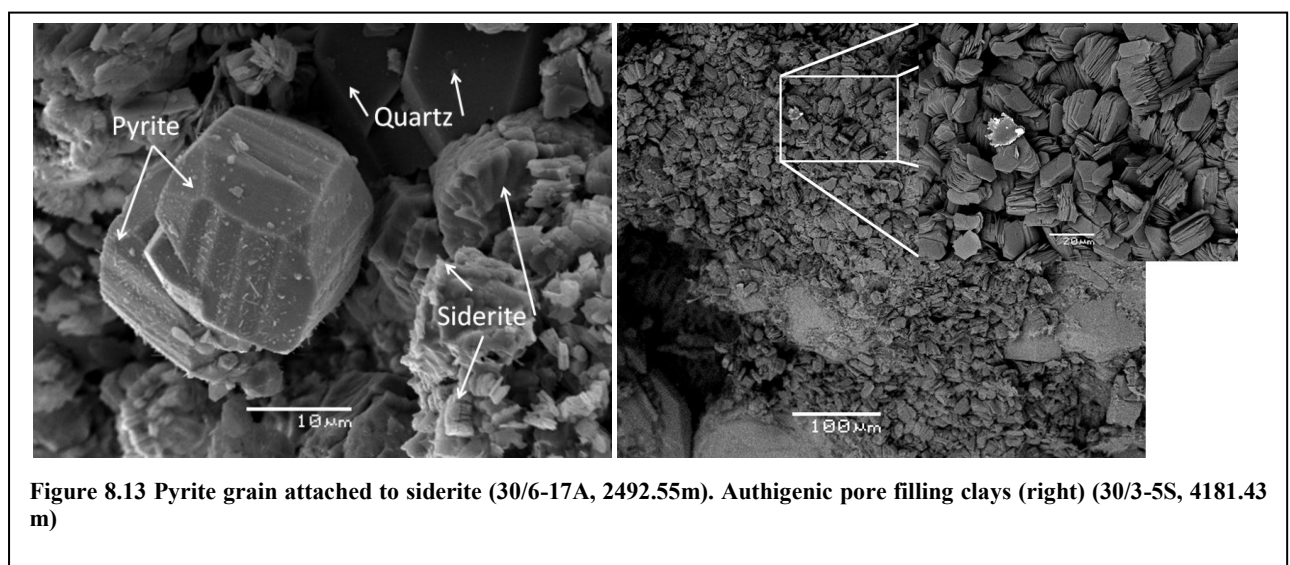 Pyrite
Quartz
Siderite
10μm
20μm
100μm
Figure 8.13 Pyrite grain attached to siderite (30/6-17A, 2492.55m). Authigenic pore filling clays (right) (30/3-5S, 4181.43
m)